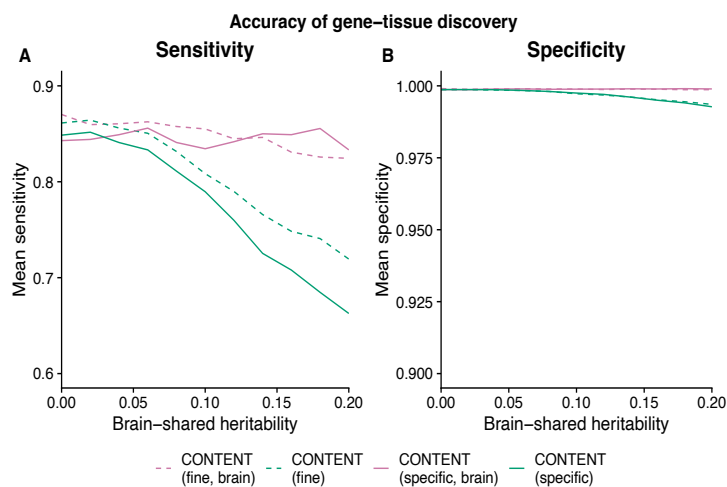 Accuracy of gene−tissue discovery
A
Sensitivity
0.9
0.8
0.7
0.6
Mean sensitivity
0.00
0.05
0.10
0.15
0.20
Brain−shared heritability
B
Specificity
1.000
0.975
0.950
0.925
0.900
Mean specificity
0.00
0.05
0.10
0.15
0.20
Brain−shared heritability
CONTENT
(fine, brain)
CONTENT
(fine)
CONTENT
(specific, brain)
CONTENT
(specific)